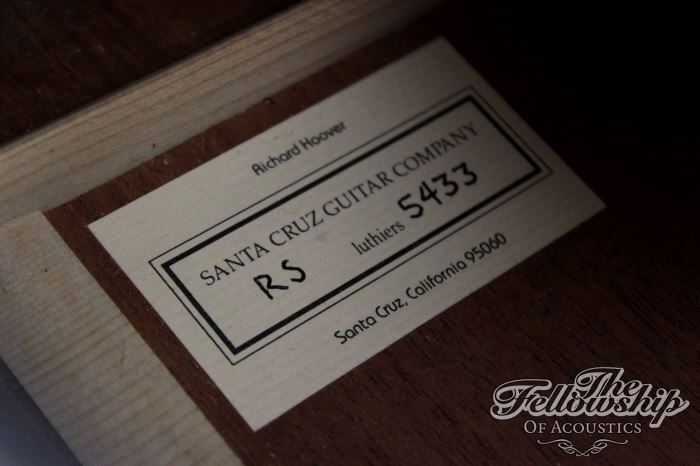 Richard Hoover
SANTA CRUZ GUITAR COMPANY
RS luthiers 5433
Santa Cruz, California 95060
The
Fellowship
OF ACOUSTICS